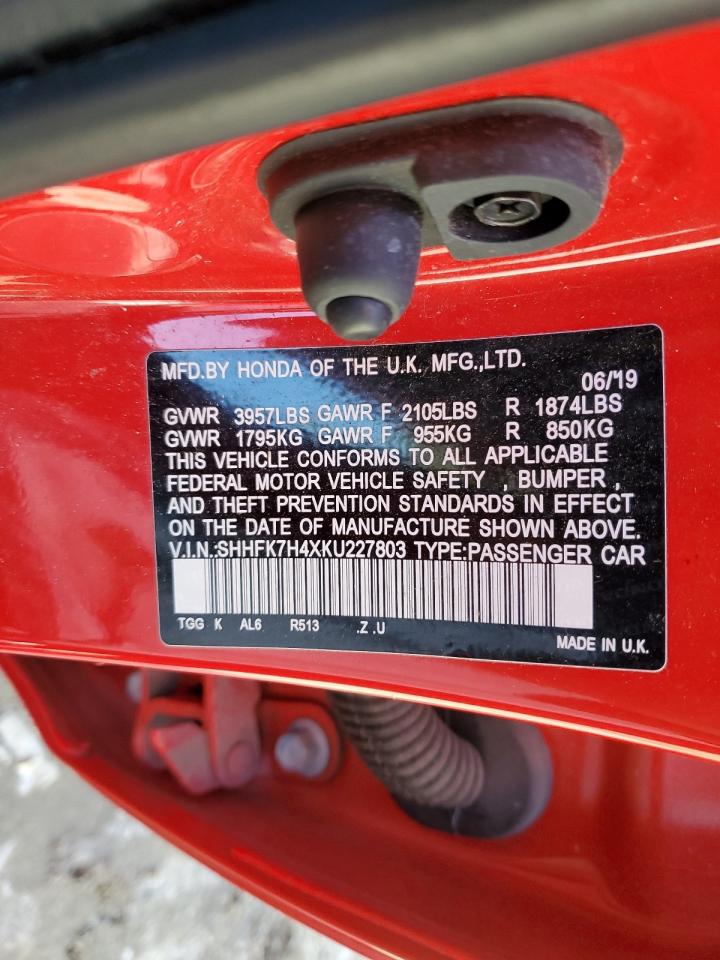 MFD.BY HONDA OF THE U.K. MFG.,LTD.
06/19
GVWR 3957LBS GAWR F 2105LBS R 1874LBS
GVWR 1795KG GAWR F 955KG R 850KG
THIS VEHICLE CONFORMS TO ALL APPLICABLE
FEDERAL MOTOR VEHICLE SAFETY , BUMPER ,
AND THEFT PREVENTION STANDARDS IN EFFECT
ON THE DATE OF MANUFACTURE SHOWN ABOVE.
V.I.N.:SHHFK7H4XKU227803 TYPE:PASSENGER CAR
TGG K AL6 R513 .Z .U
MADE IN U.K.